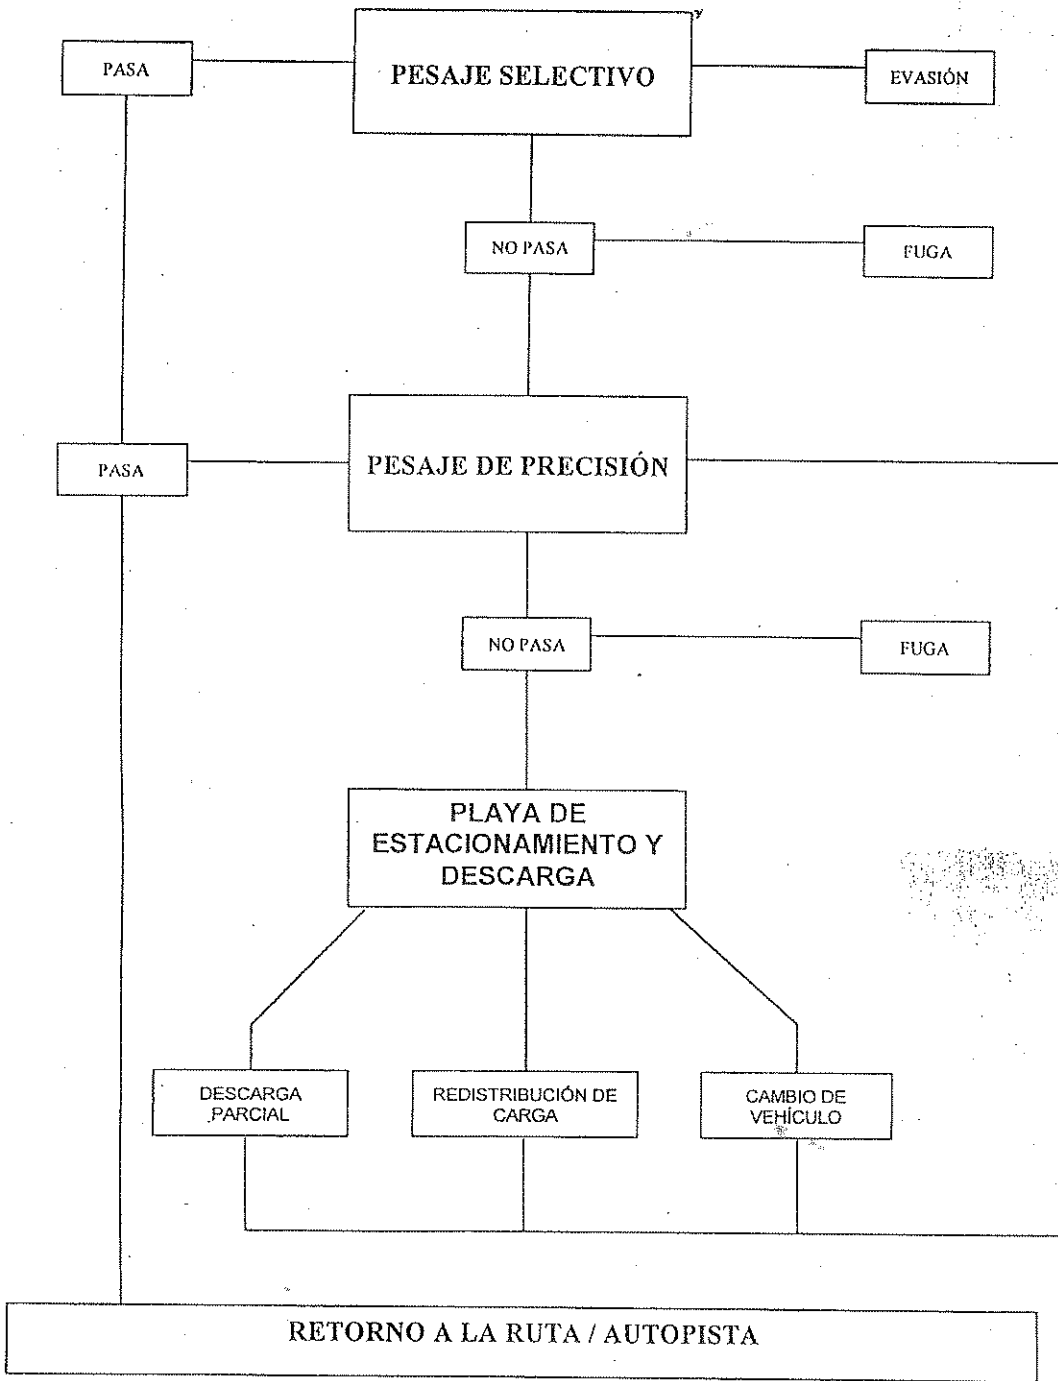 PASA
PESAJE SELECTIVO
EVASIÓN
NO PASA
FUGA
PASA
PESAJE DE PRECISIÓN
NO PASA
FUGA
PLAYA DE
ESTACIONAMIENTO Y
DESCARGA
DESCARGA
PARCIAL
REDISTRIBUCIÓN DE
CARGA
CAMBIO DE
VEHÍCULO
RETORNO A LA RUTA / AUTOPISTA